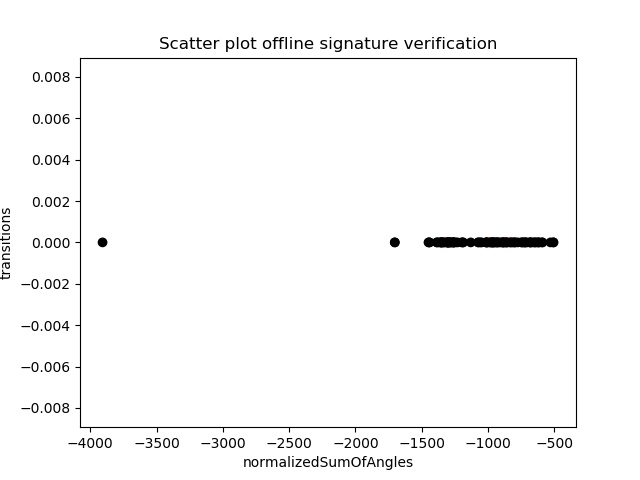 Scatter plot offline signature verification
0.008
0.006
0.004
0.002
0.000
−0.002
−0.004
−0.006
−0.008
transitions
−4000 −3500 −3000 −2500 −2000 −1500 −1000 −500
normalizedSumOfAngles